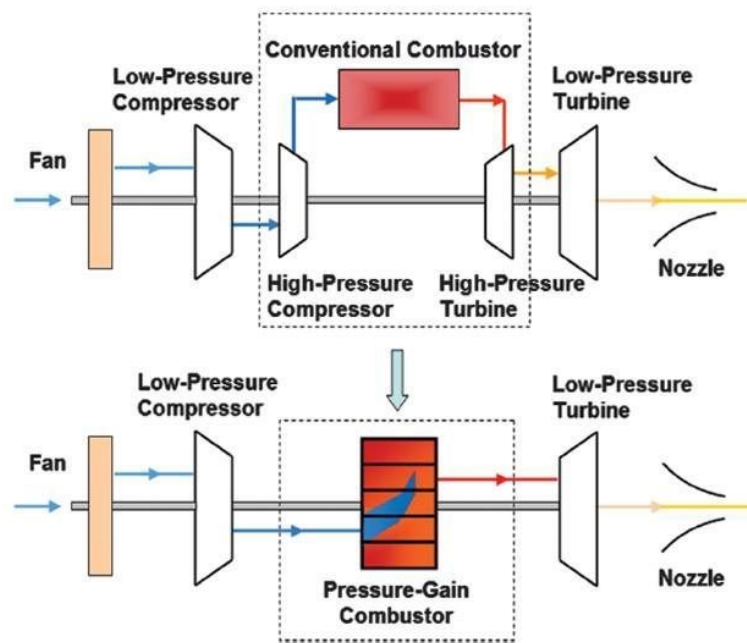 Conventional Combustor
Low-Pressure
Compressor
Low-Pressure
Turbine
Fan
High-Pressure
Compressor
High-Pressure
Turbine
Nozzle
Low-Pressure
Compressor
Low-Pressure
Turbine
Fan
Pressure-Gain
Combustor
Nozzle